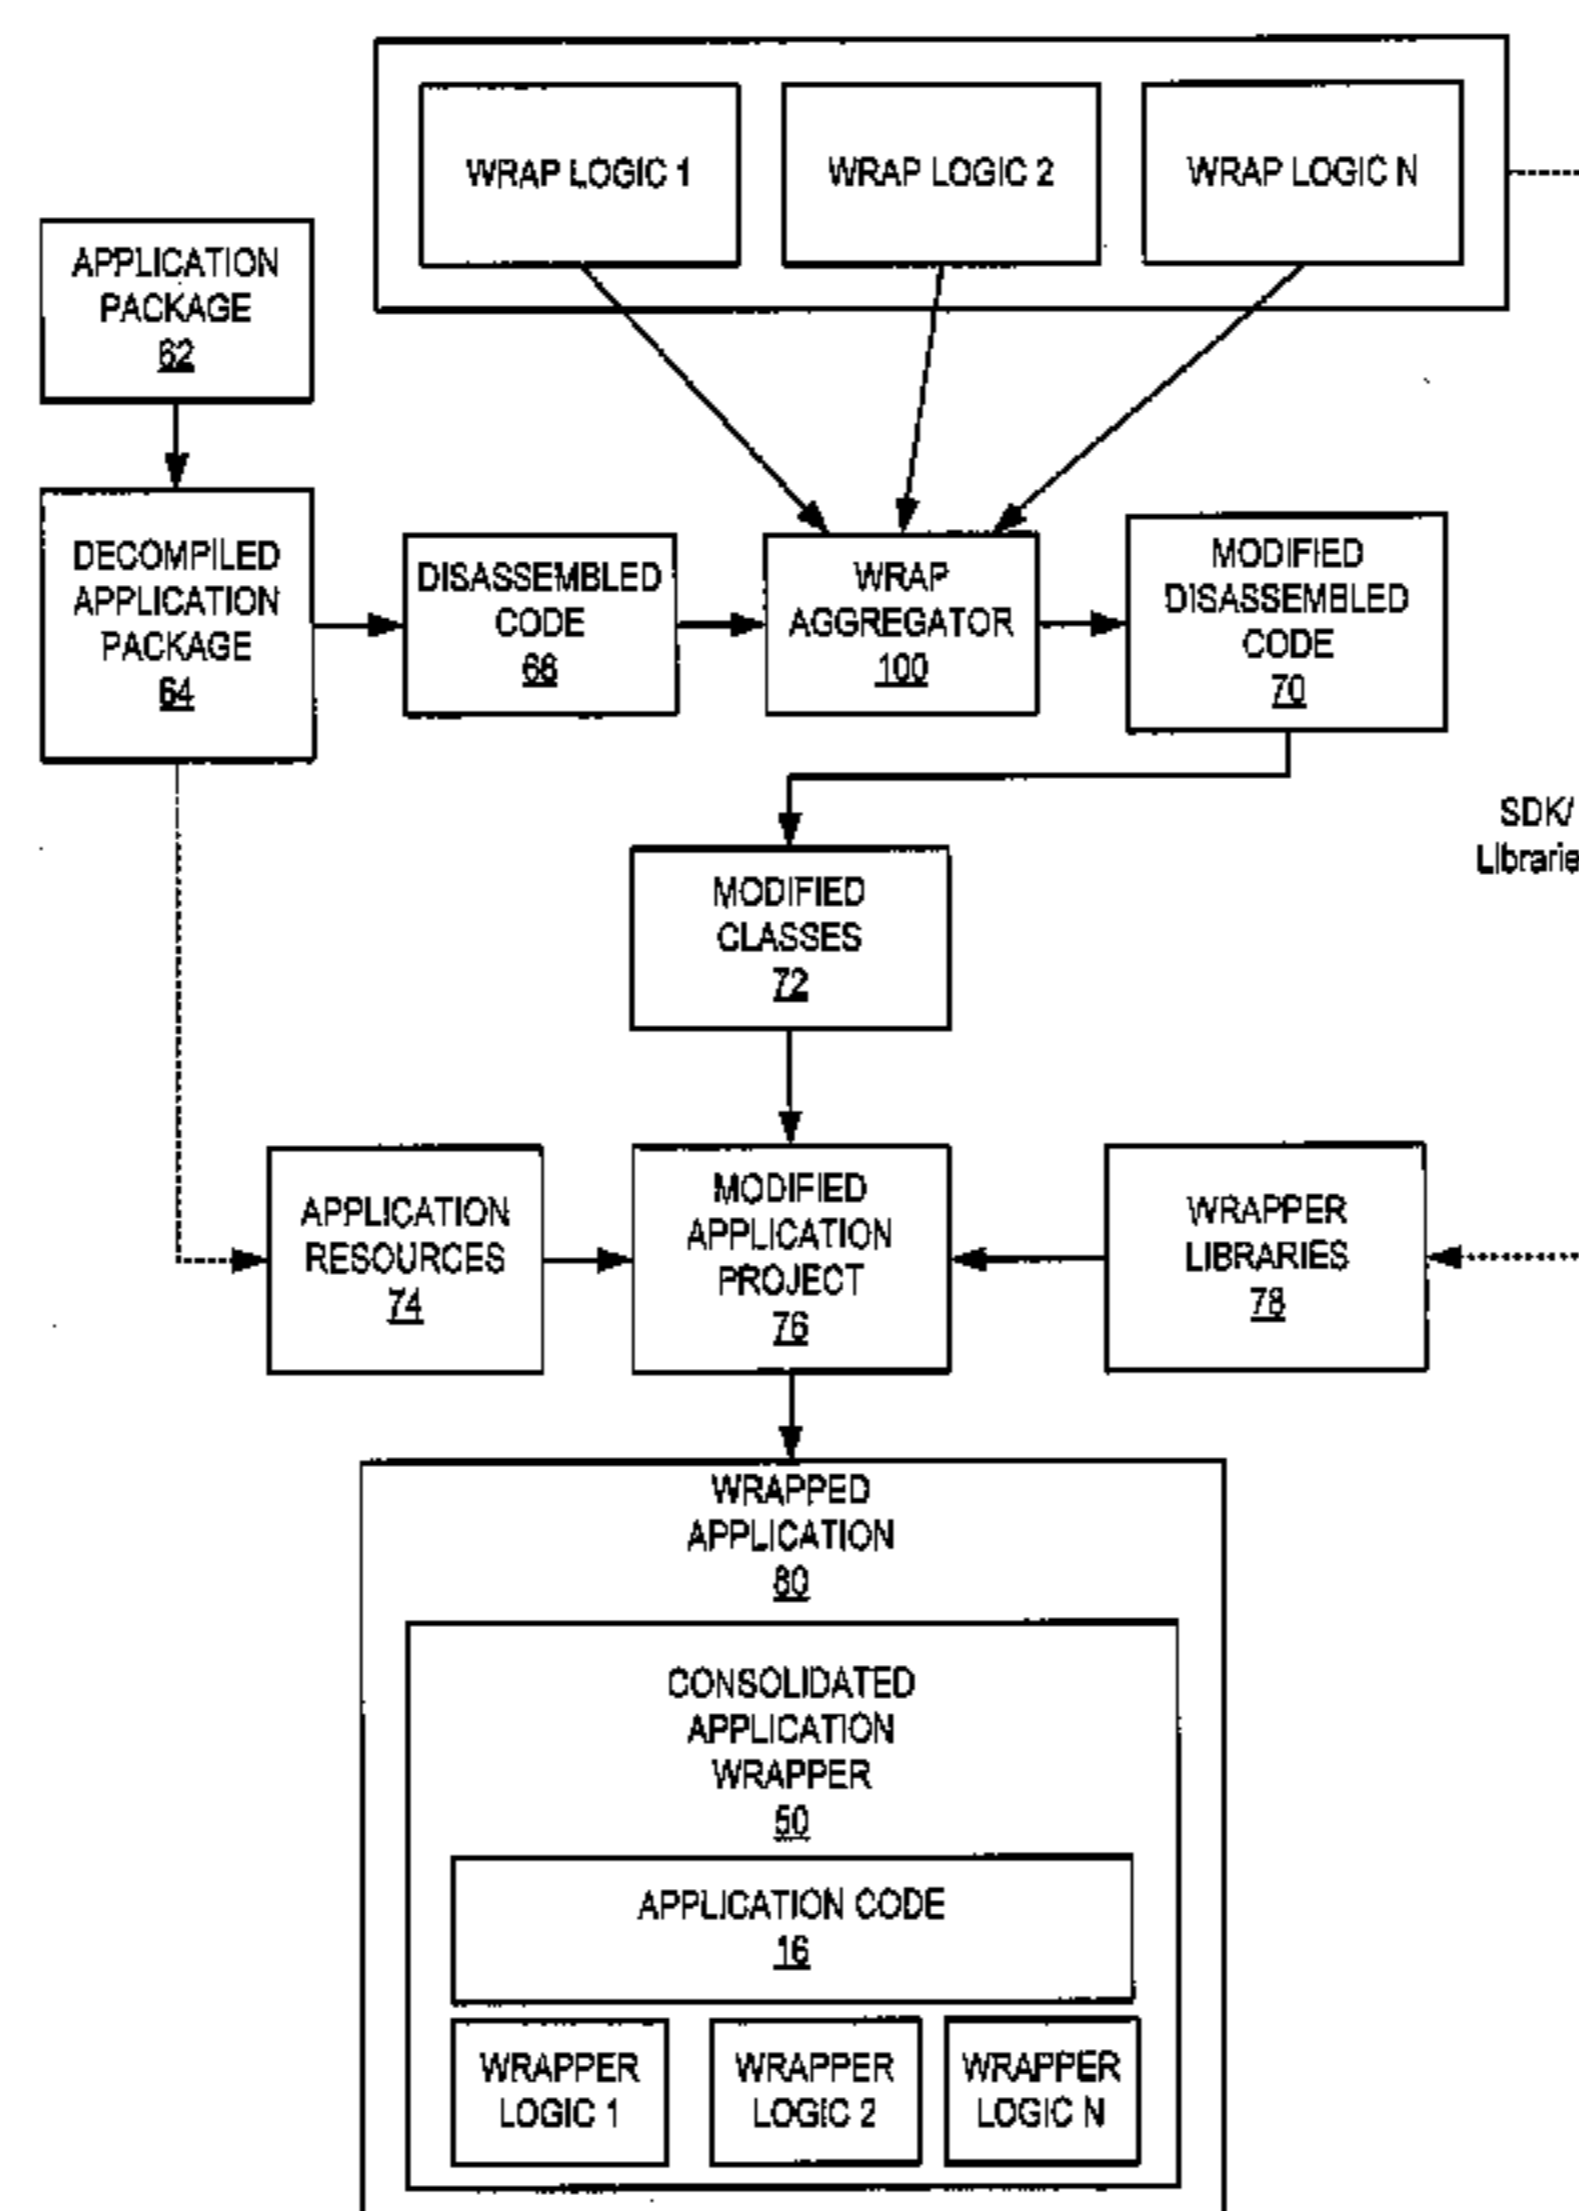 WRAP LOGIC 1
WRAP LOGIC 2
WRAP LOGIC N
APPLICATION
PACKAGE
62
DECOMPILED
APPLICATION
PACKAGE
64
DISASSEMBLED
CODE
68
WRAP
AGGREGATOR
100
MODIFIED
DISASSEMBLED
CODE
70
SDK/
Librarie
MODIFIED
CLASSES
72
APPLICATION
RESOURCES
74
MODIFIED
APPLICATION
PROJECT
76
WRAPPER
LIBRARIES
78
WRAPPED
APPLICATION
80
CONSOLIDATED
APPLICATION
WRAPPER
50
APPLICATION CODE
16
WRAPPER
LOGIC 1
WRAPPER
LOGIC 2
WRAPPER
LOGIC N